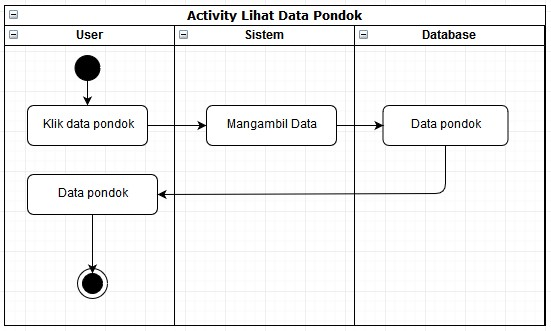 Activity Lihat Data Pondok
User Sistem Database
Klik data pondok Mangambil Data Data pondok
Data pondok